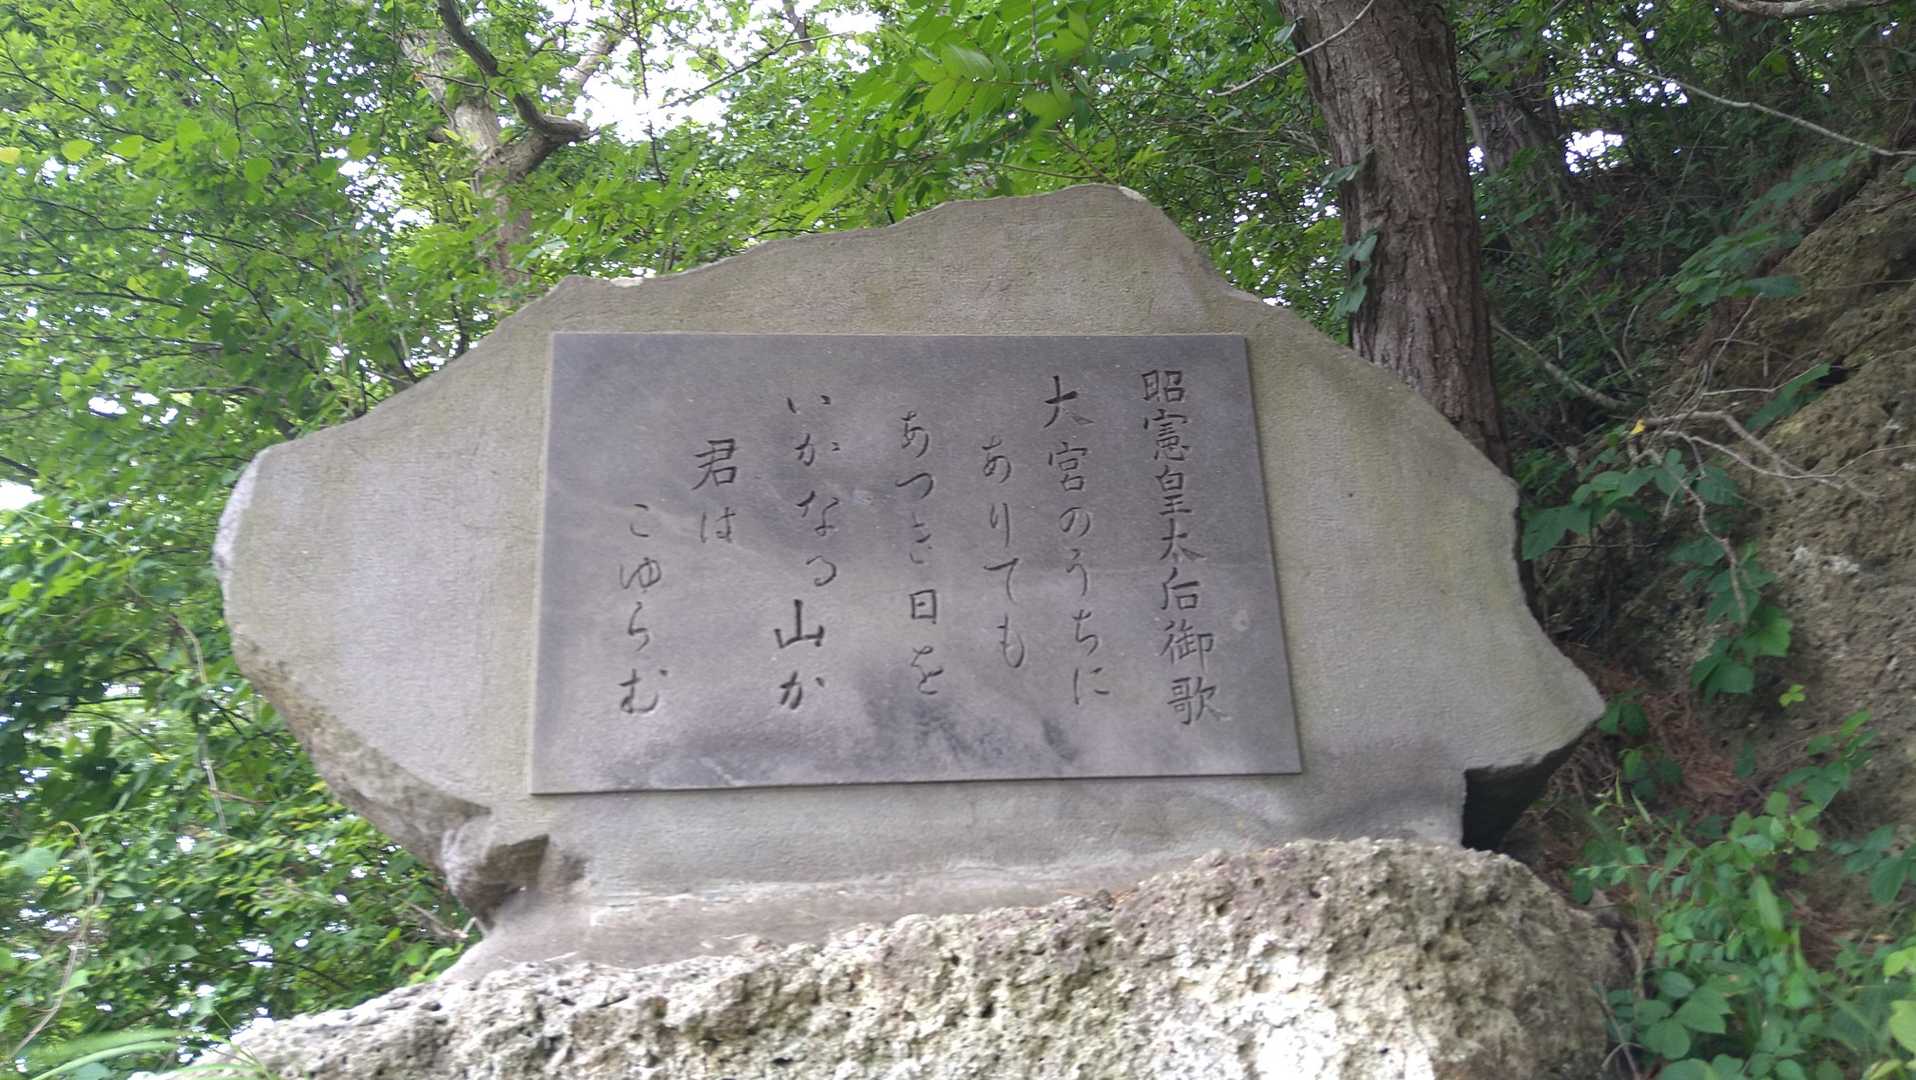 昭憲皇太后御歌
大宮のうちに
ありても
あつき日を
いかなる山か
君は
こゆらむ